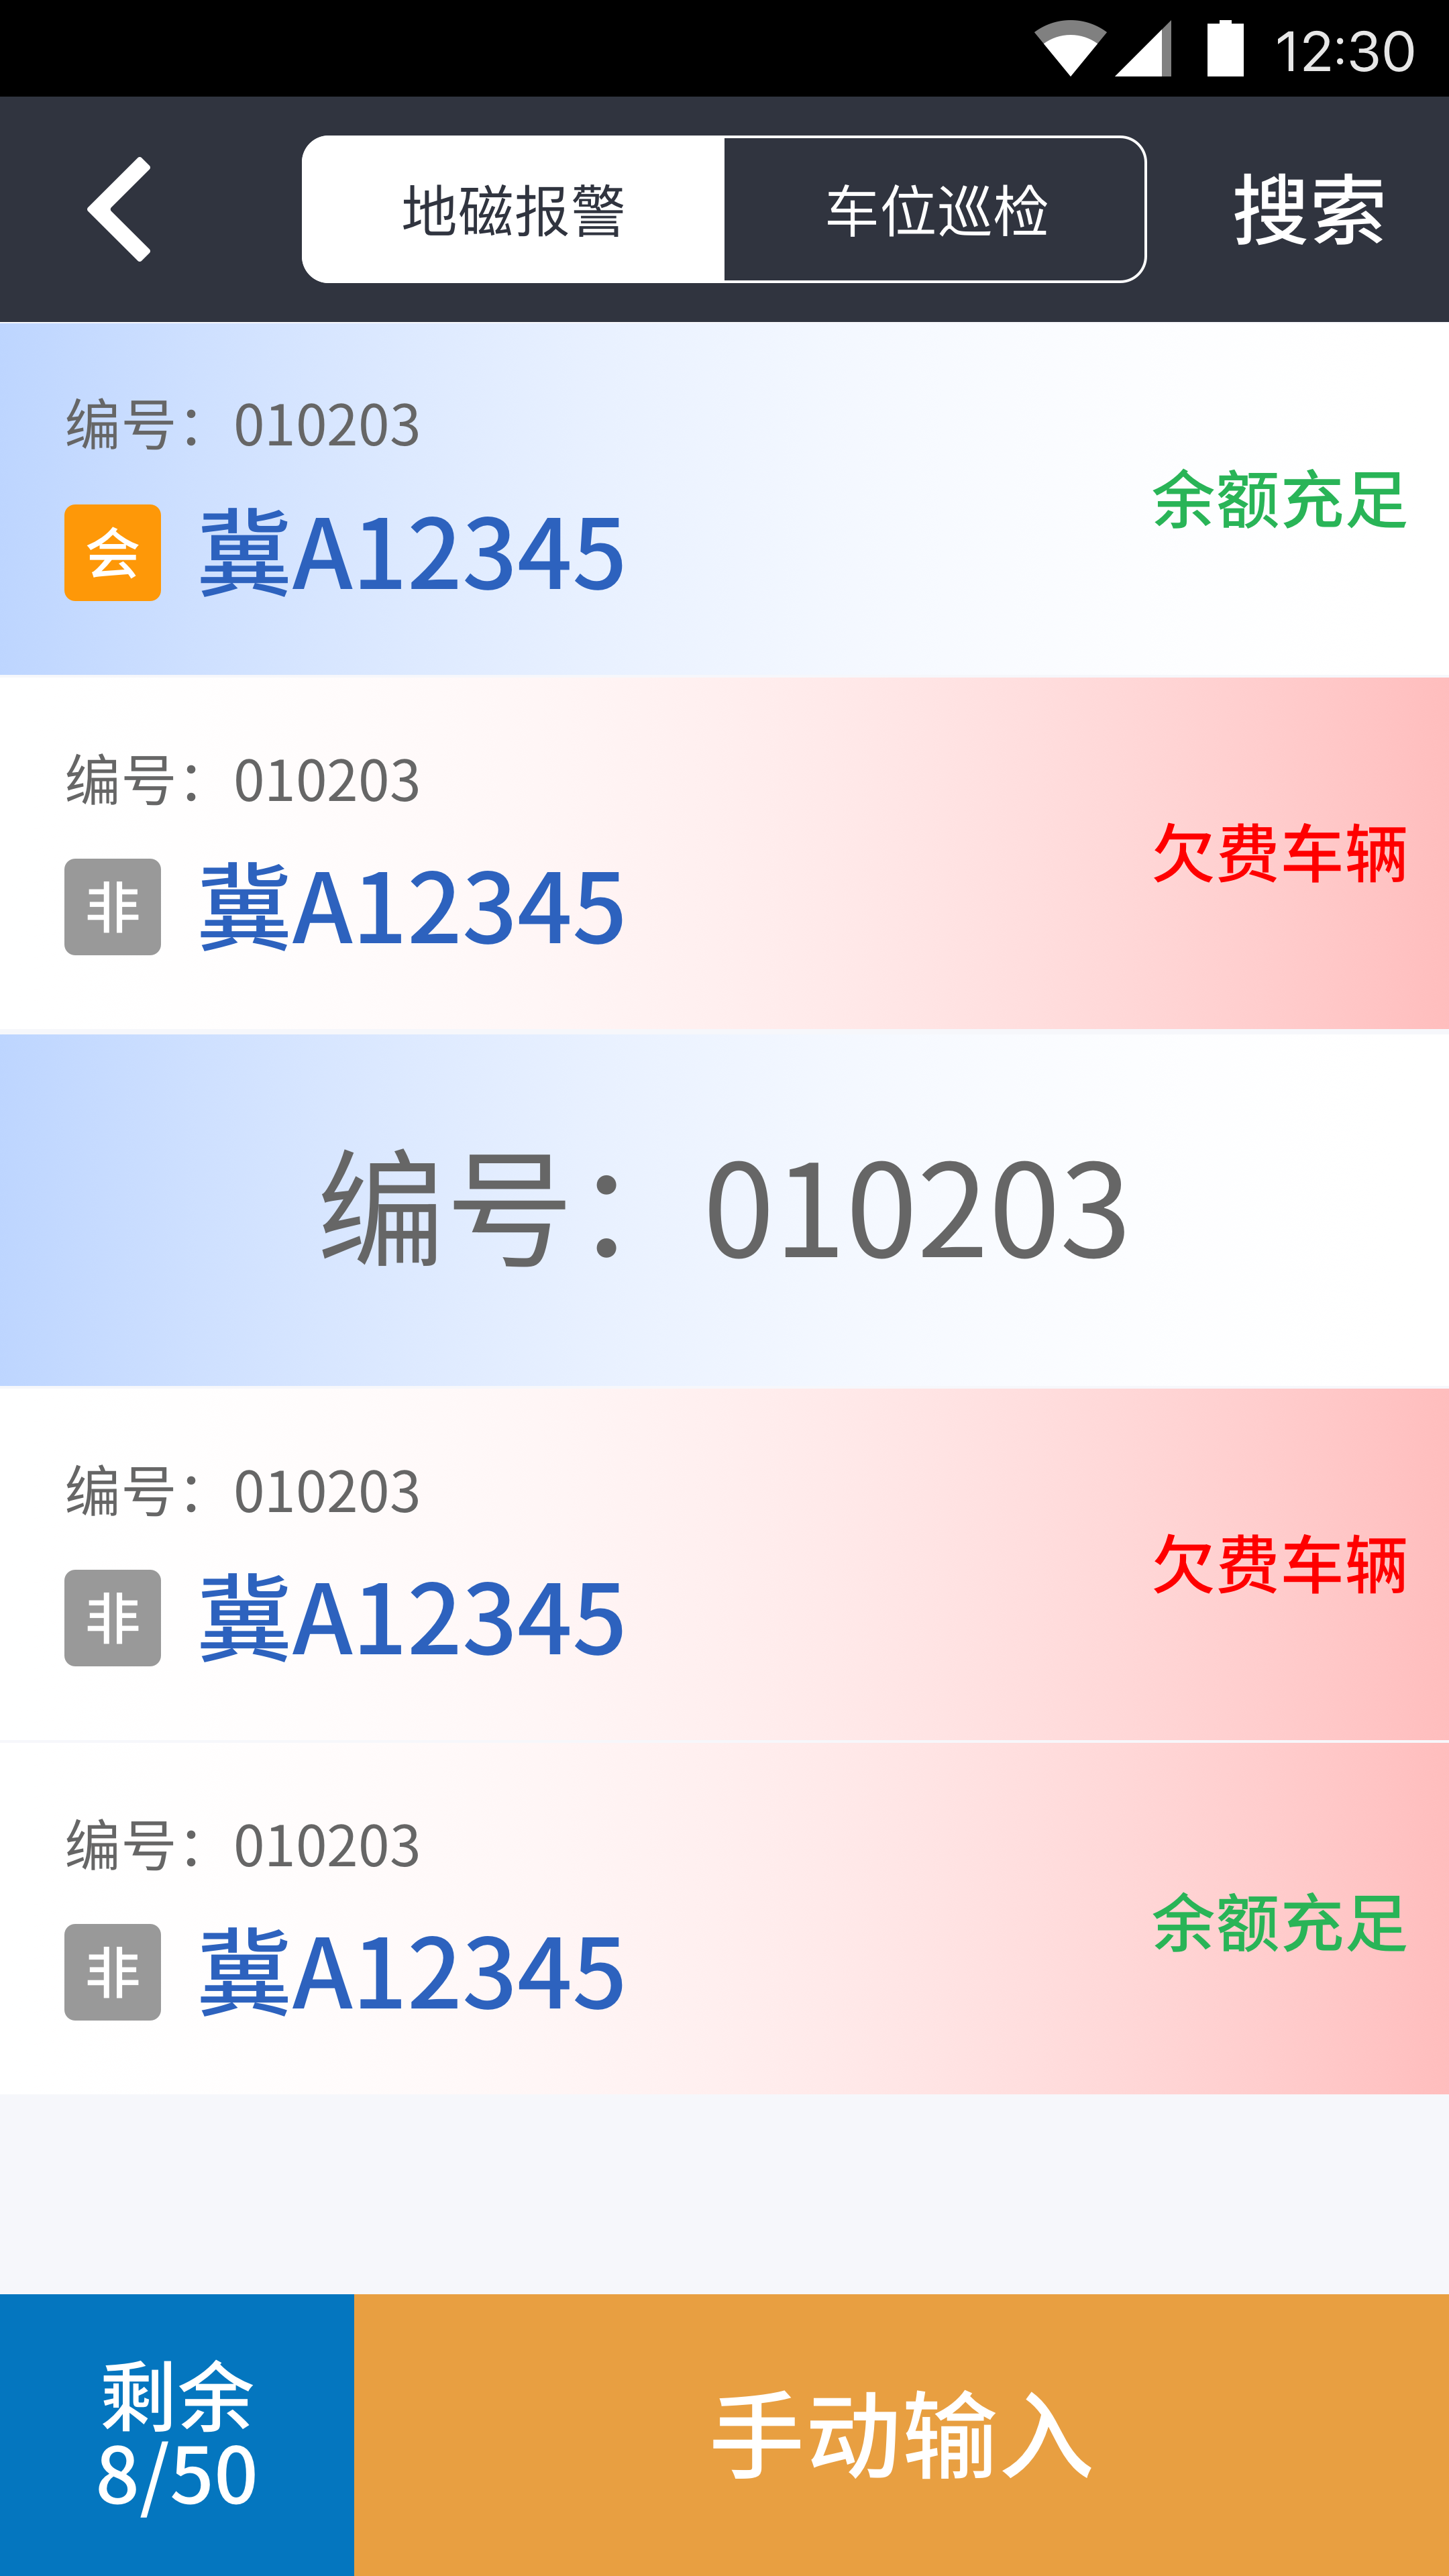 12:30
地磁报警 车位巡检 搜索
编号：010203
余额充足
会 冀A12345
编号：010203
欠费车辆
非 冀A12345
编号：010203
编号：010203
欠费车辆
非 冀A12345
编号：010203
余额充足
非 冀A12345
剩余
8/50
手动输入